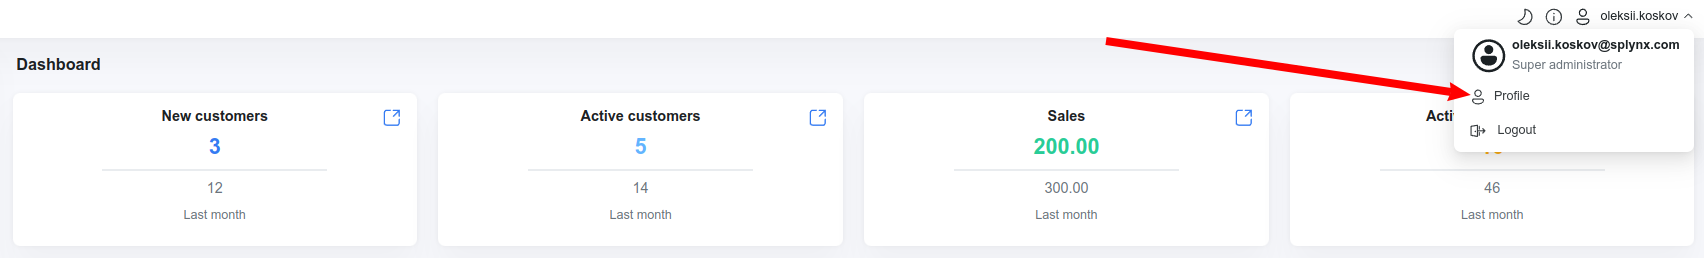 oleksii.koskov
oleksii.koskov@splynx.com
Super administrator
Profile
Logout
Dashboard
New customers
3
12
Last month
Active customers
5
14
Last month
Sales
200.00
300.00
Last month
46
Last month